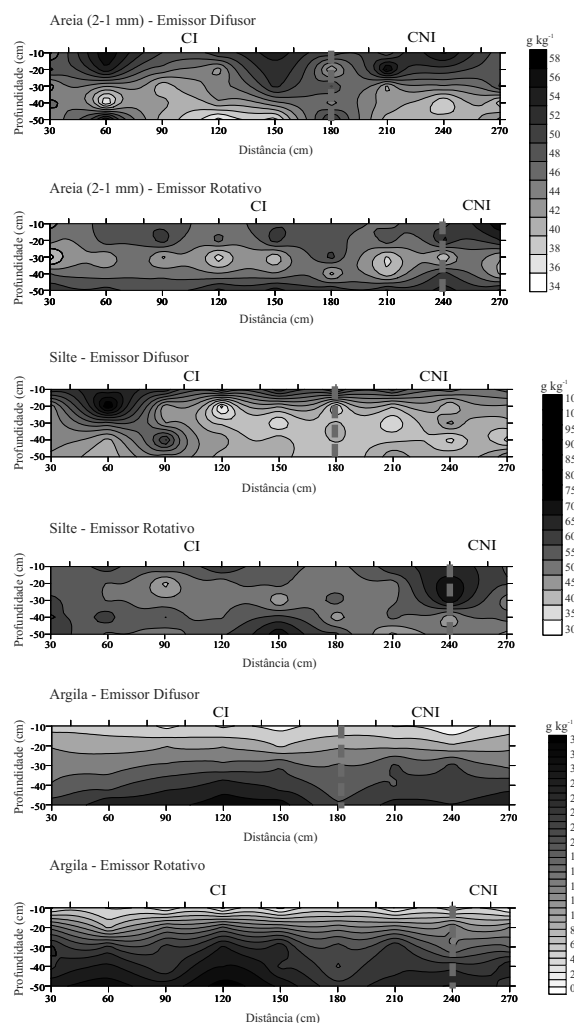 Areia (2-1 mm) - Emissor Difusor
CI CNI
g kg-1
Profundidade (cm)
-10
-20
-30
-40
-50
30 60 90 120 150 180 210 240 270
Distância (cm)
58
56
54
52
50
48
46
44
42
40
38
36
34
Areia (2-1 mm) - Emissor Rotativo
CI CNI
Profundidade (cm)
-10
-20
-30
-40
-50
30 60 90 120 150 180 210 240 270
Distância (cm)
Silte - Emissor Difusor
CI CNI
g kg-1
Profundidade (cm)
-10
-20
-30
-40
-50
30 60 90 120 150 180 210 240 270
Distância (cm)
95
90
85
80
75
70
65
60
55
50
45
40
35
30
Silte - Emissor Rotativo
CI CNI
Profundidade (cm)
-10
-20
-30
-40
-50
30 60 90 120 150 180 210 240 270
Distância (cm)
Argila - Emissor Difusor
CI CNI
g kg-1
Profundidade (cm)
-10
-20
-30
-40
-50
30 60 90 120 150 180 210 240 270
Distância (cm)
Argila - Emissor Rotativo
CI CNI
Profundidade (cm)
-10
-20
-30
-40
-50
30 60 90 120 150 180 210 240 270
Distância (cm)